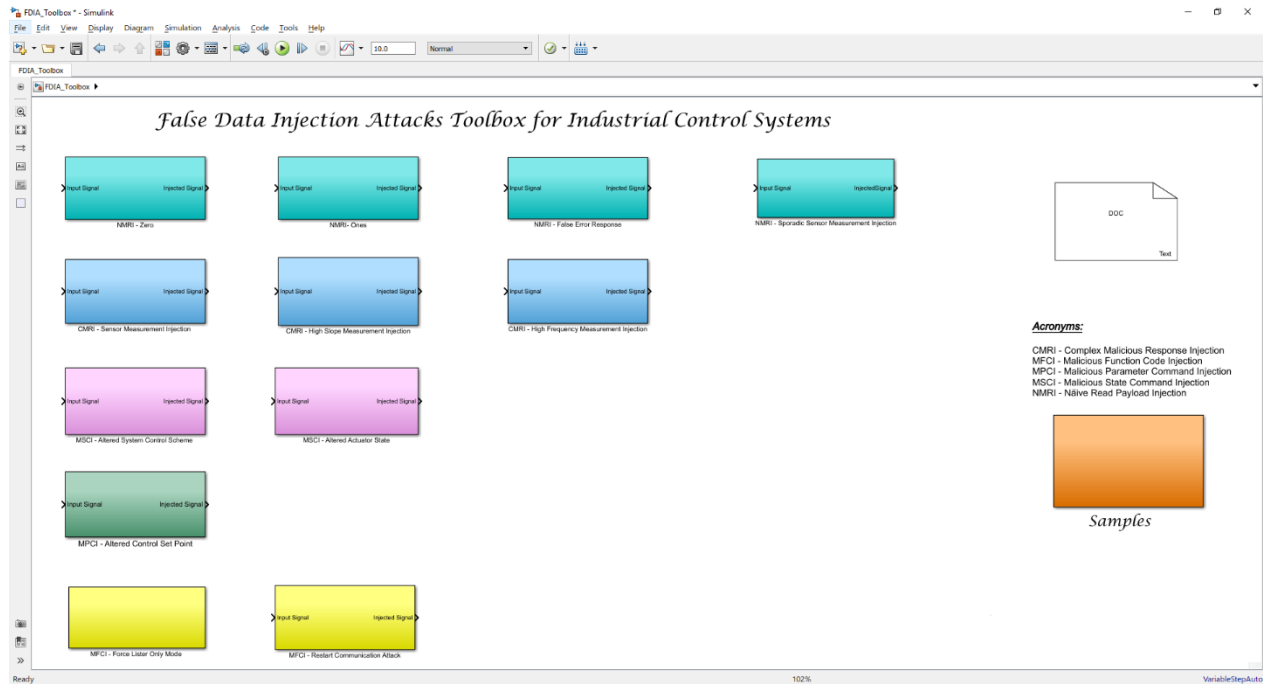 FDIA_Toolbox * - Simulink
File Edit View Display Diagram Simulation Analysis Code Tools Help
10.0 Normal
FDIA_Toolbox
FDIA_Toolbox
False Data Injection Attacks Toolbox for Industrial Control Systems
Input Signal Injected Signal
NMRI - Zero
Input Signal Injected Signal
NMRI- Ones
Input Signal Injected Signal
NMRI - False Error Response
Input Signal InjectedSignal
NMRI - Sporadic Sensor Measurement Injection
DOC
Text
Input Signal Injected Signal
CMRI - Sensor Measurement Injection
Input Signal Injected Signal
CMRI - High Slope Measurement Injection
Input Signal Injected Signal
CMRI - High Frequency Measurement Injection
Acronyms:
CMRI - Complex Malicious Response Injection
MFCI - Malicious Function Code Injection
MPCI - Malicious Parameter Command Injection
MSCI - Malicious State Command Injection
NMRI - Näive Read Payload Injection
Input Signal Injected Signal
MSCI - Altered System Control Scheme
Input Signal Injected Signal
MSCI - Altered Actuator State
Samples
Input Signal Injected Signal
MPCI - Altered Control Set Point
MFCI - Force Lister Only Mode
Input Signal Injected Signal
MFCI - Restart Communication Attack
Ready 102% VariableStepAuto